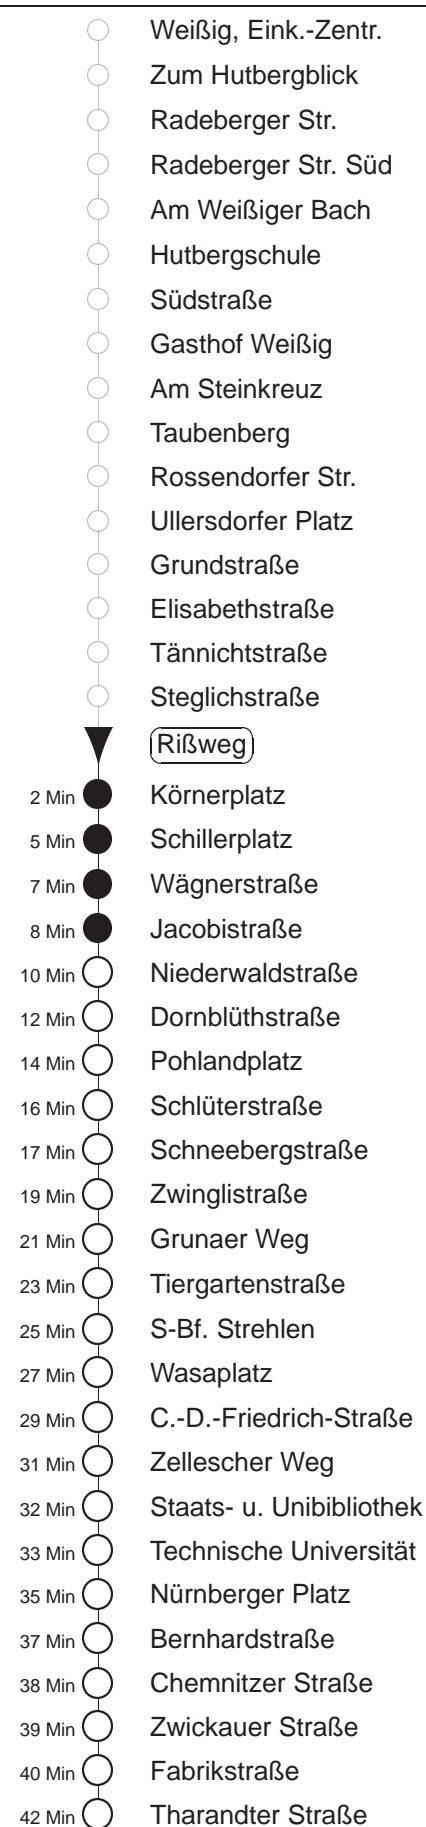 Weißig, Eink.-Zentr.
Zum Hutbergblick
Radeberger Str.
Radeberger Str. Süd
Am Weißiger Bach
Hutbergschule
Südstraße
Gasthof Weißig
Am Steinkreuz
Taubenberg
Rossendorfer Str.
Ullersdorfer Platz
Grundstraße
Elisabethstraße
Tännichtstraße
Steglichstraße
Rißweg
2 Min Körnerplatz
5 Min Schillerplatz
7 Min Wägnerstraße
8 Min Jacobistraße
10 Min Niederwaldstraße
12 Min Dornblüthstraße
14 Min Pohlandplatz
16 Min Schlüterstraße
17 Min Schneebergstraße
19 Min Zwinglistraße
21 Min Grunaer Weg
23 Min Tiergartenstraße
25 Min S-Bf. Strehlen
27 Min Wasaplatz
29 Min C.-D.-Friedrich-Straße
31 Min Zellescher Weg
32 Min Staats- u. Unibibliothek
33 Min Technische Universität
35 Min Nürnberger Platz
37 Min Bernhardstraße
38 Min Chemnitzer Straße
39 Min Zwickauer Straße
40 Min Fabrikstraße
42 Min Tharandter Straße